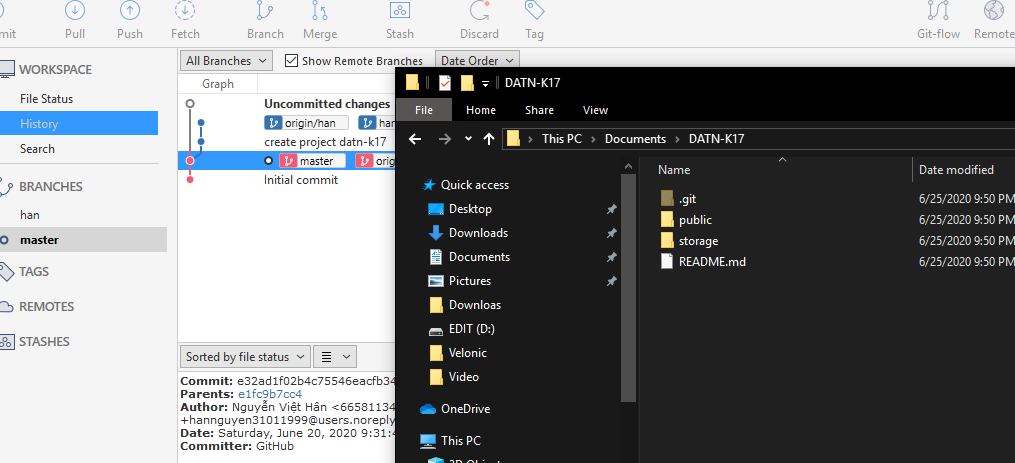 mit Pull Push Fetch Branch Merge Stash Discard Tag Git-flow Remote
WORKSPACE
File Status
History
Search
BRANCHES
han
master
TAGS
REMOTES
STASHES
All Branches Show Remote Branches Date Order
Graph
Uncommitted changes
origin/han han
create project datn-k17
master orig
Initial commit
Sorted by file status
Commit: e32ad1f02b4c75546eacfb34
Parents: e1fc9b7cc4
Author: Nguyễn Việt Hân <66581134
+hannguyen31011999@users.noreply
Date: Saturday, June 20, 2020 9:31:4
Committer: GitHub
DATN-K17
File Home Share View
This PC Documents DATN-K17
Quick access
Desktop
Downloads
Documents
Pictures
Downloas
EDIT (D:)
Velonic
Video
OneDrive
This PC
3D Objects
Name Date modified
.git 6/25/2020 9:50 PM
public 6/25/2020 9:50 PM
storage 6/25/2020 9:50 PM
README.md 6/25/2020 9:50 PM